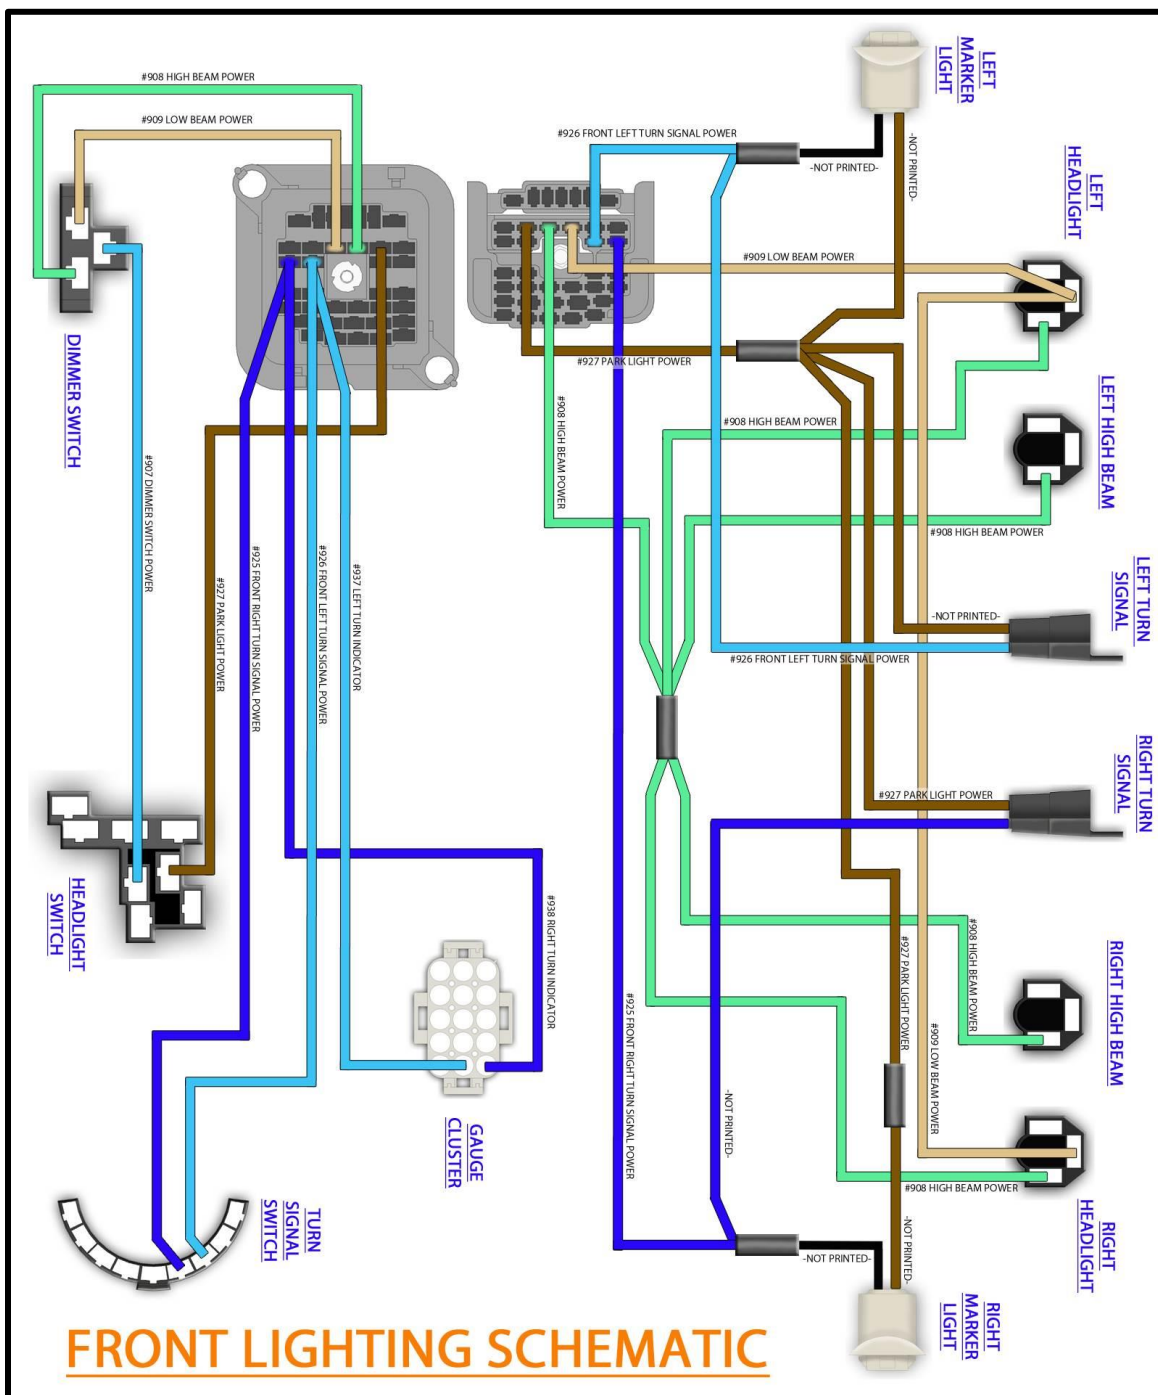 #908 HIGH BEAM POWER
#909 LOW BEAM POWER
#926 FRONT LEFT TURN SIGNAL POWER
-NOT PRINTED-
-NOT PRINTED-
LEFT
MARKER
LIGHT
LEFT
HEADLIGHT
#909 LOW BEAM POWER
DIMMER SWITCH
#927 PARK LIGHT POWER
#908 HIGH BEAM POWER
#908 HIGH BEAM POWER
LEFT HIGH BEAM
#908 HIGH BEAM POWER
#907 DIMMER SWITCH POWER
#927 PARK LIGHT POWER
#925 FRONT RIGHT TURN SIGNAL POWER
#926 FRONT LEFT TURN SIGNAL POWER
#937 LEFT TURN INDICATOR
LEFT TURN
SIGNAL
-NOT PRINTED-
#926 FRONT LEFT TURN SIGNAL POWER
RIGHT TURN
SIGNAL
#927 PARK LIGHT POWER
HEADLIGHT
SWITCH
#938 RIGHT TURN INDICATOR
#927 PARK LIGHT POWER
#908 HIGH BEAM POWER
RIGHT HIGH BEAM
#925 FRONT RIGHT TURN SIGNAL POWER
#909 LOW BEAM POWER
-NOT PRINTED-
GAUGE
CLUSTER
#908 HIGH BEAM POWER
RIGHT
HEADLIGHT
TURN
SIGNAL
SWITCH
-NOT PRINTED-
-NOT PRINTED-
RIGHT
MARKER
LIGHT
FRONT LIGHTING SCHEMATIC